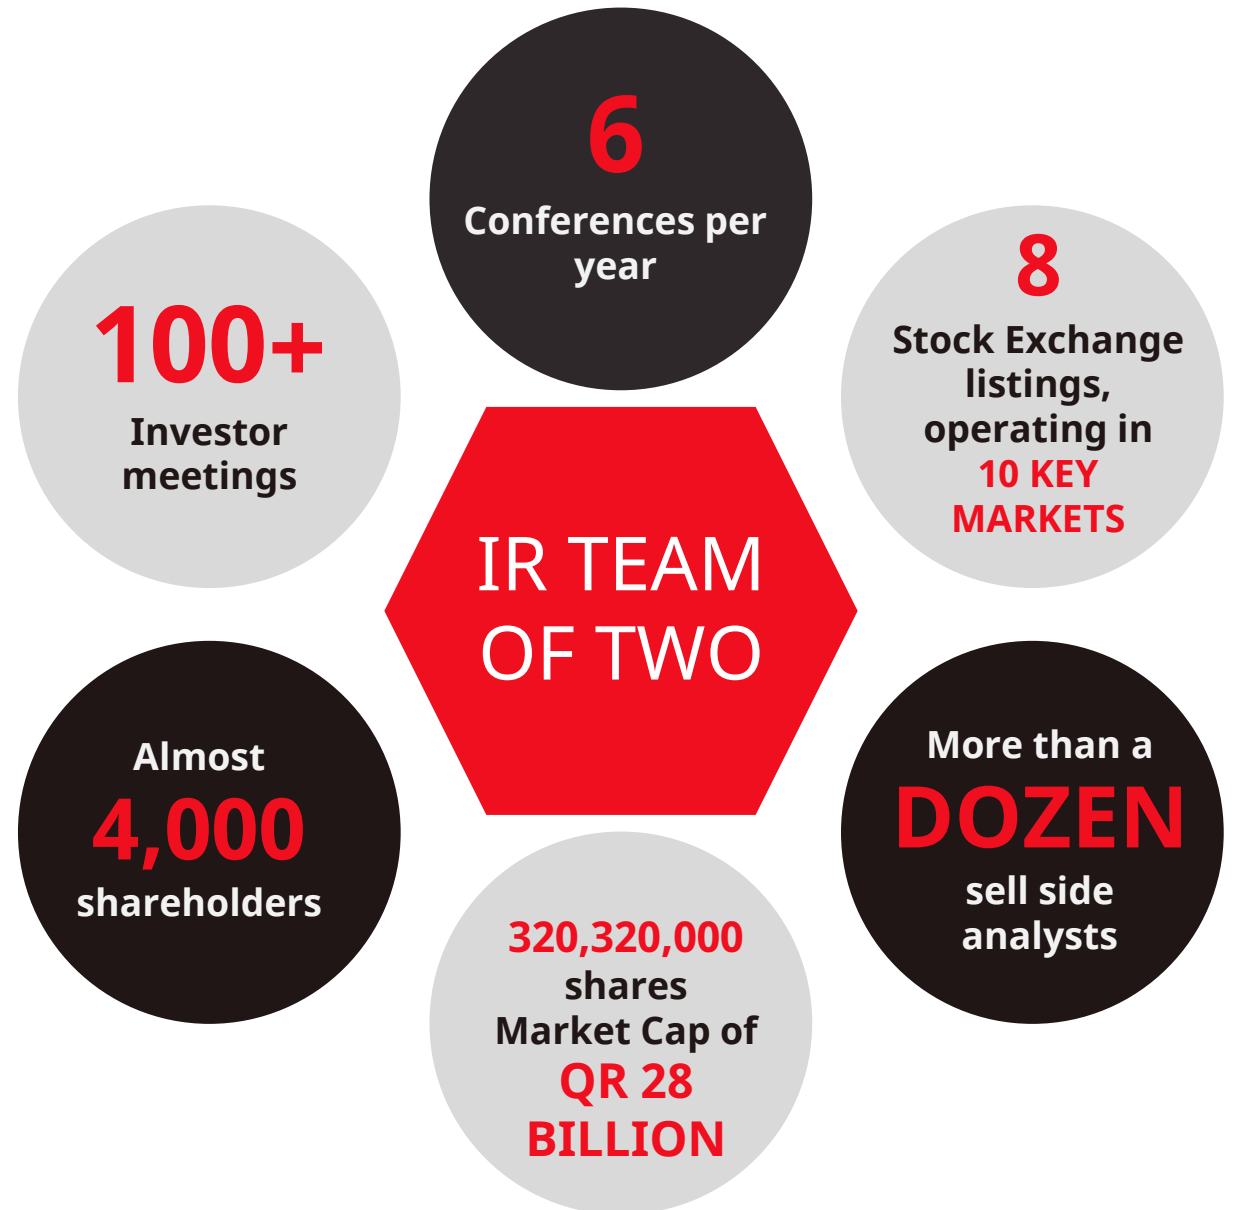 6
Conferences per
year
8
Stock Exchange
listings,
operating in
10 KEY
MARKETS
100+
Investor
meetings
IR TEAM
OF TWO
Almost
4,000
shareholders
More than a
DOZEN
sell side
analysts
320,320,000
shares
Market Cap of
QR 28
BILLION